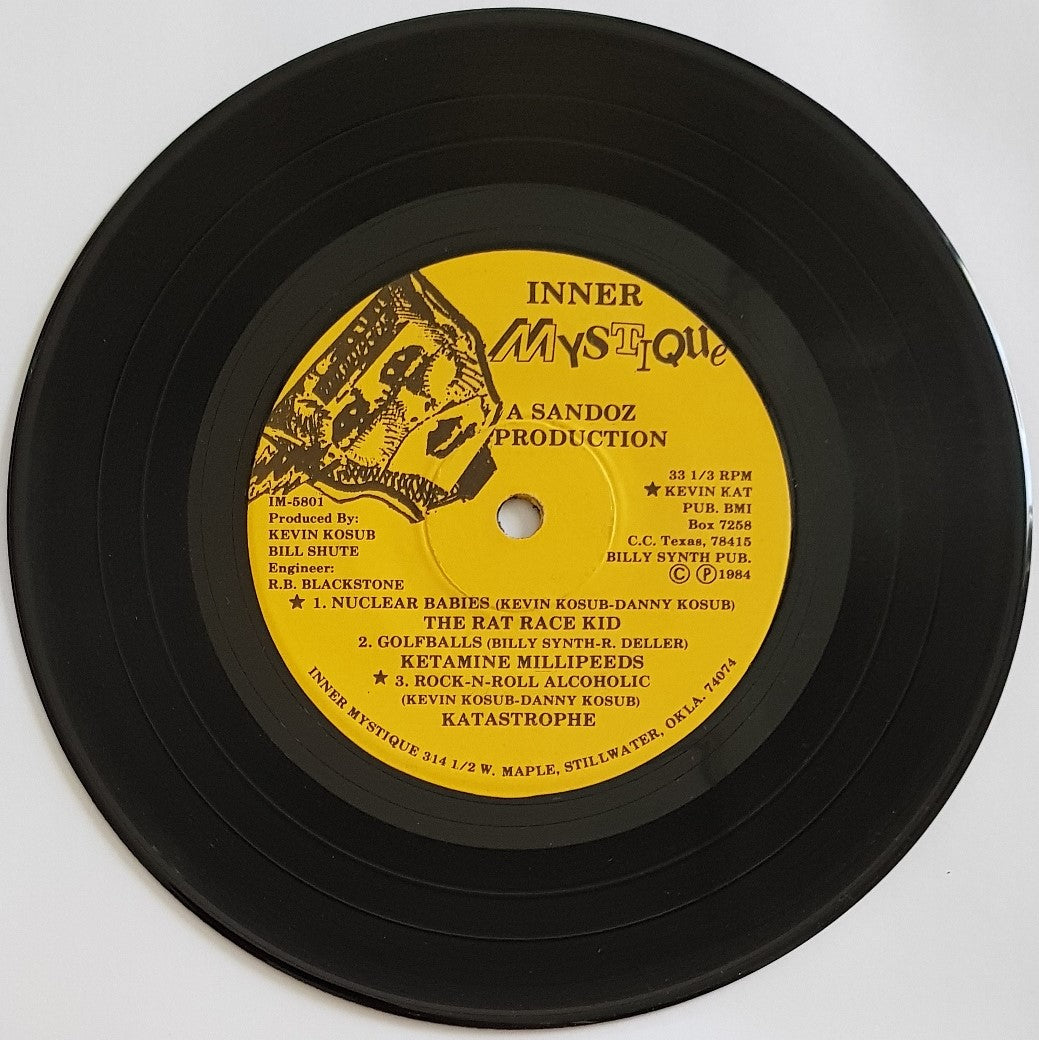 INNER
MYSTIQUe
A SANDOZ
PRODUCTION
33 1/3 RPM
★ KEVIN KAT
PUB. BMI
Box 7258
C.C. Texas, 78415
BILLY SYNTH PUB.
© ℗ 1984
IM-5801
Produced By:
KEVIN KOSUB
BILL SHUTE
Engineer:
R.B. BLACKSTONE
★ 1. NUCLEAR BABIES (KEVIN KOSUB-DANNY KOSUB)
THE RAT RACE KID
2. GOLFBALLS (BILLY SYNTH-R. DELLER)
KETAMINE MILLIPEEDS
★ 3. ROCK-N-ROLL ALCOHOLIC
(KEVIN KOSUB-DANNY KOSUB)
KATASTROPHE
INNER MYSTIQUE 314 1/2 W. MAPLE, STILLWATER, OKLA. 74074